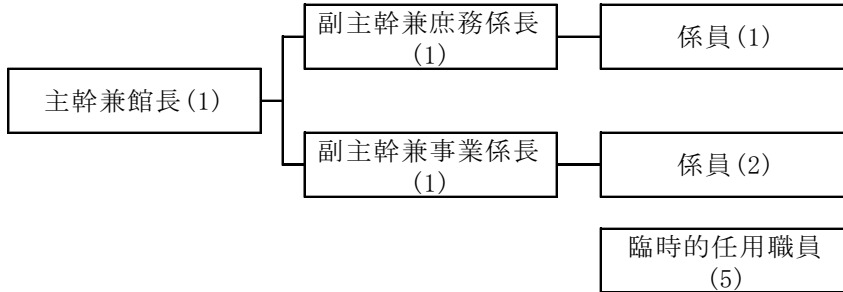 主幹兼館長(1)
副主幹兼庶務係長
(1)
係員(1)
副主幹兼事業係長
(1)
係員(2)
臨時的任用職員
(5)